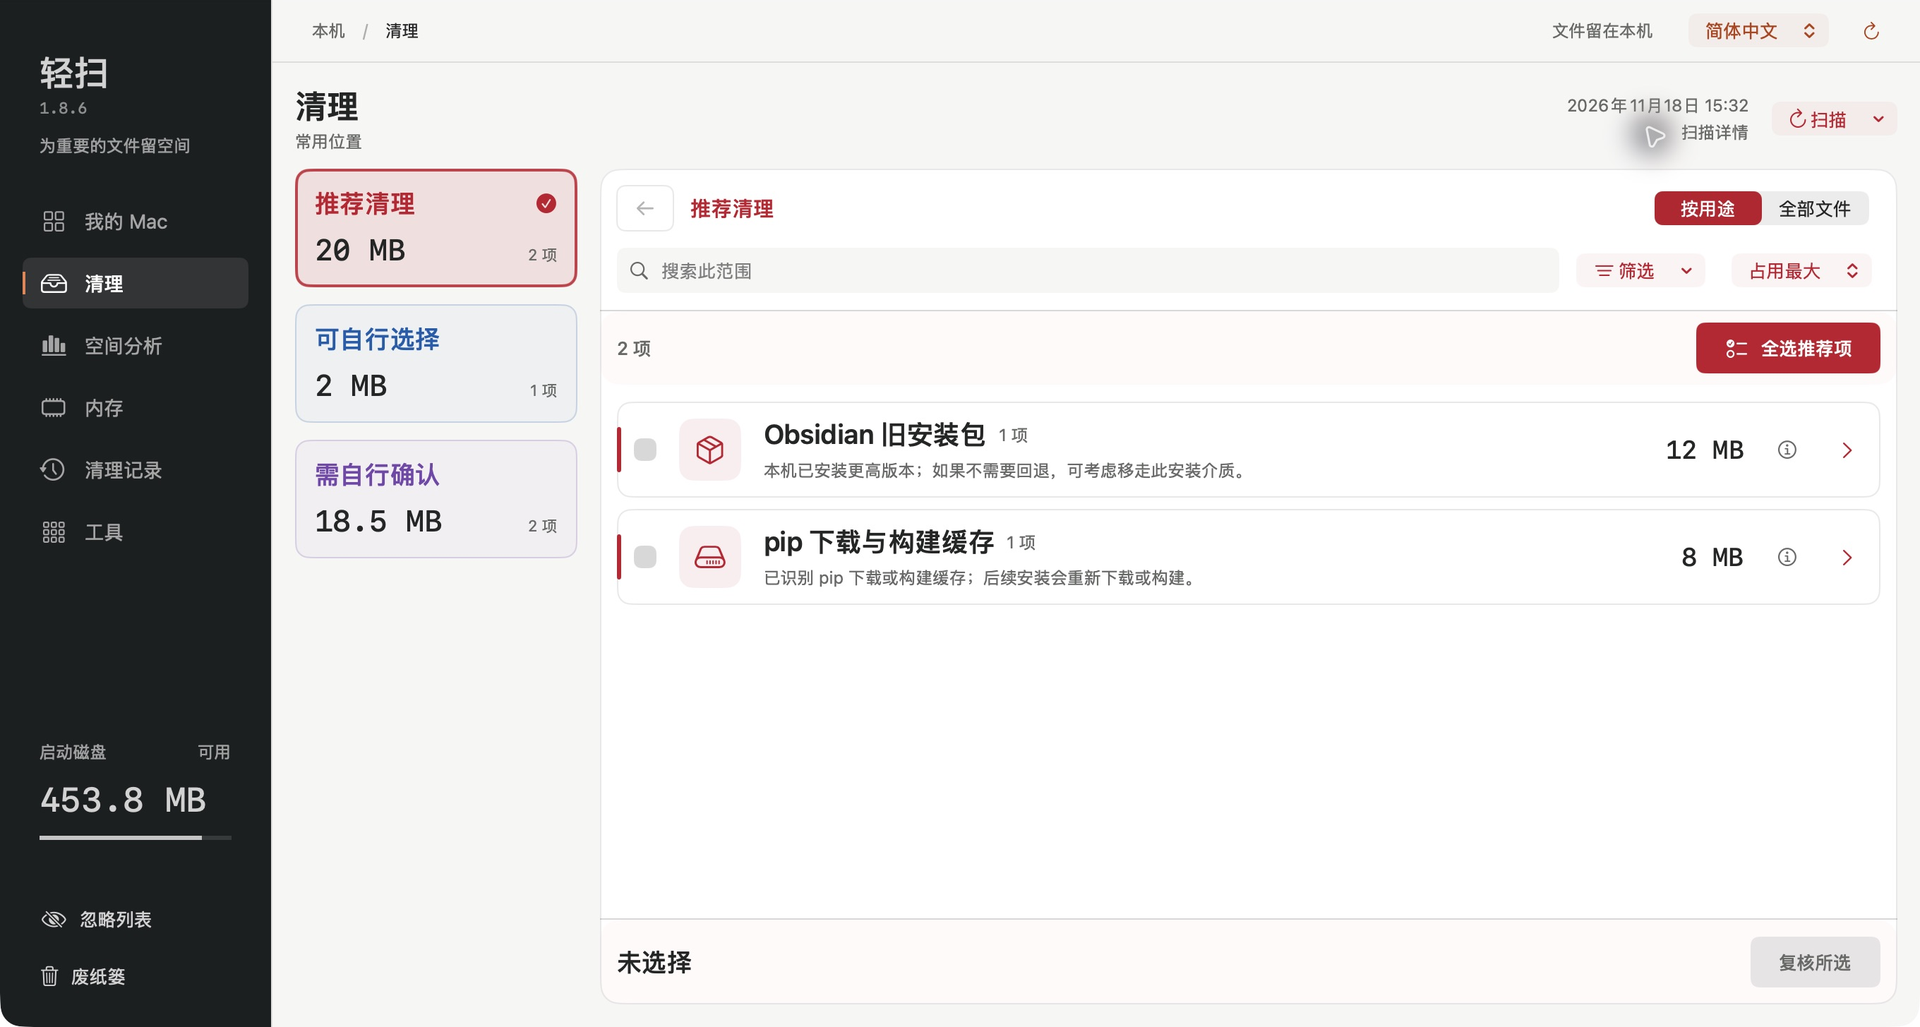 轻扫
1.8.6
为重要的文件留空间
我的 Mac
清理
空间分析
内存
清理记录
工具
启动磁盘 可用
453.8 MB
忽略列表
废纸篓
本机 / 清理
文件留在本机 简体中文
清理
常用位置
2026年11月18日 15:32
扫描详情
扫描
推荐清理
20 MB 2 项
可自行选择
2 MB 1 项
需自行确认
18.5 MB 2 项
推荐清理
按用途 全部文件
搜索此范围 筛选 占用最大
2 项 全选推荐项
Obsidian 旧安装包 1 项
本机已安装更高版本；如果不需要回退，可考虑移走此安装介质。
12 MB
pip 下载与构建缓存 1 项
已识别 pip 下载或构建缓存；后续安装会重新下载或构建。
8 MB
未选择 复核所选